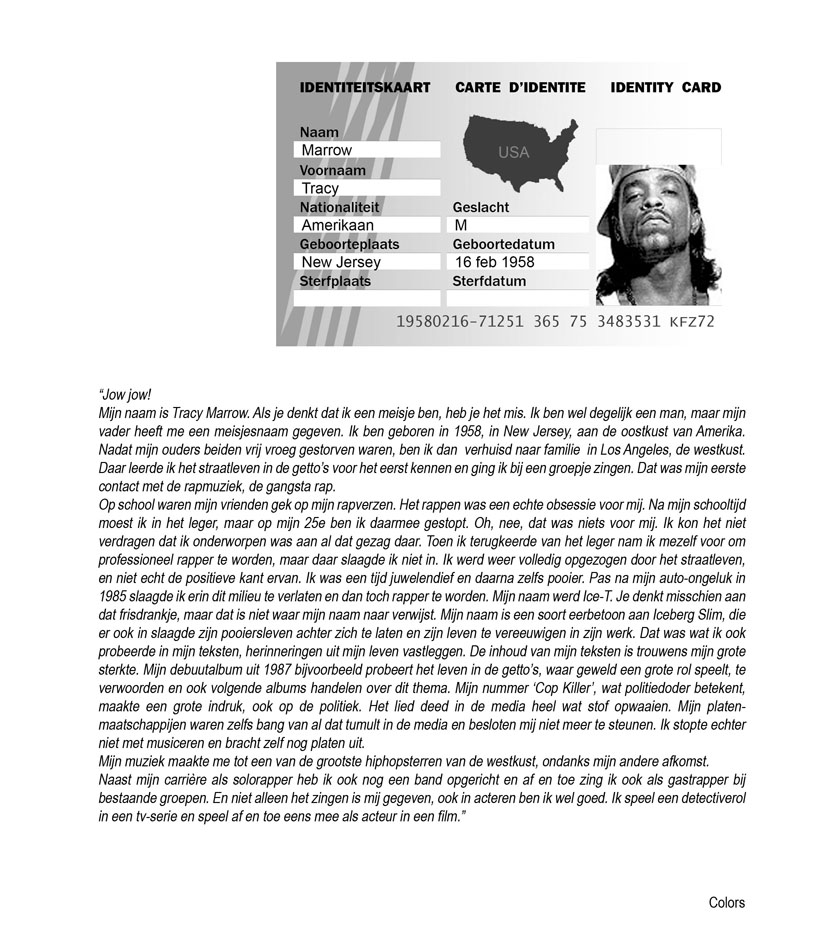 IDENTITEITSKAART CARTE D'IDENTITE IDENTITY CARD
Naam
Marrow
USA
Voornaam
Tracy
Nationaliteit Geslacht
Amerikaan M
Geboorteplaats Geboortedatum
New Jersey 16 feb 1958
Sterfplaats Sterfdatum
19580216-71251 365 75 3483531 KFZ72
“Jow jow!
Mijn naam is Tracy Marrow. Als je denkt dat ik een meisje ben, heb je het mis. Ik ben wel degelijk een man, maar mijn
vader heeft me een meisjesnaam gegeven. Ik ben geboren in 1958, in New Jersey, aan de oostkust van Amerika.
Nadat mijn ouders beiden vrij vroeg gestorven waren, ben ik dan verhuisd naar familie in Los Angeles, de westkust.
Daar leerde ik het straatleven in de getto’s voor het eerst kennen en ging ik bij een groepje zingen. Dat was mijn eerste
contact met de rapmuziek, de gangsta rap.
Op school waren mijn vrienden gek op mijn rapverzen. Het rappen was een echte obsessie voor mij. Na mijn schooltijd
moest ik in het leger, maar op mijn 25e ben ik daarmee gestopt. Oh, nee, dat was niets voor mij. Ik kon het niet
verdragen dat ik onderworpen was aan al dat gezag daar. Toen ik terugkeerde van het leger nam ik mezelf voor om
professioneel rapper te worden, maar daar slaagde ik niet in. Ik werd weer volledig opgezogen door het straatleven,
en niet echt de positieve kant ervan. Ik was een tijd juwelendief en daarna zelfs pooier. Pas na mijn auto-ongeluk in
1985 slaagde ik erin dit milieu te verlaten en dan toch rapper te worden. Mijn naam werd Ice-T. Je denkt misschien aan
dat frisdrankje, maar dat is niet waar mijn naam naar verwijst. Mijn naam is een soort eerbetoon aan Iceberg Slim, die
er ook in slaagde zijn pooiersleven achter zich te laten en zijn leven te vereeuwigen in zijn werk. Dat was wat ik ook
probeerde in mijn teksten, herinneringen uit mijn leven vastleggen. De inhoud van mijn teksten is trouwens mijn grote
sterkte. Mijn debuutalbum uit 1987 bijvoorbeeld probeert het leven in de getto’s, waar geweld een grote rol speelt, te
verwoorden en ook volgende albums handelen over dit thema. Mijn nummer ‘Cop Killer’, wat politiedoder betekent,
maakte een grote indruk, ook op de politiek. Het lied deed in de media heel wat stof opwaaien. Mijn platen-
maatschappijen waren zelfs bang van al dat tumult in de media en besloten mij niet meer te steunen. Ik stopte echter
niet met musiceren en bracht zelf nog platen uit.
Mijn muziek maakte me tot een van de grootste hiphopsterren van de westkust, ondanks mijn andere afkomst.
Naast mijn carrière als solorapper heb ik ook nog een band opgericht en af en toe zing ik ook als gastrapper bij
bestaande groepen. En niet alleen het zingen is mij gegeven, ook in acteren ben ik wel goed. Ik speel een detectiverol
in een tv-serie en speel af en toe eens mee als acteur in een film.”
Colors